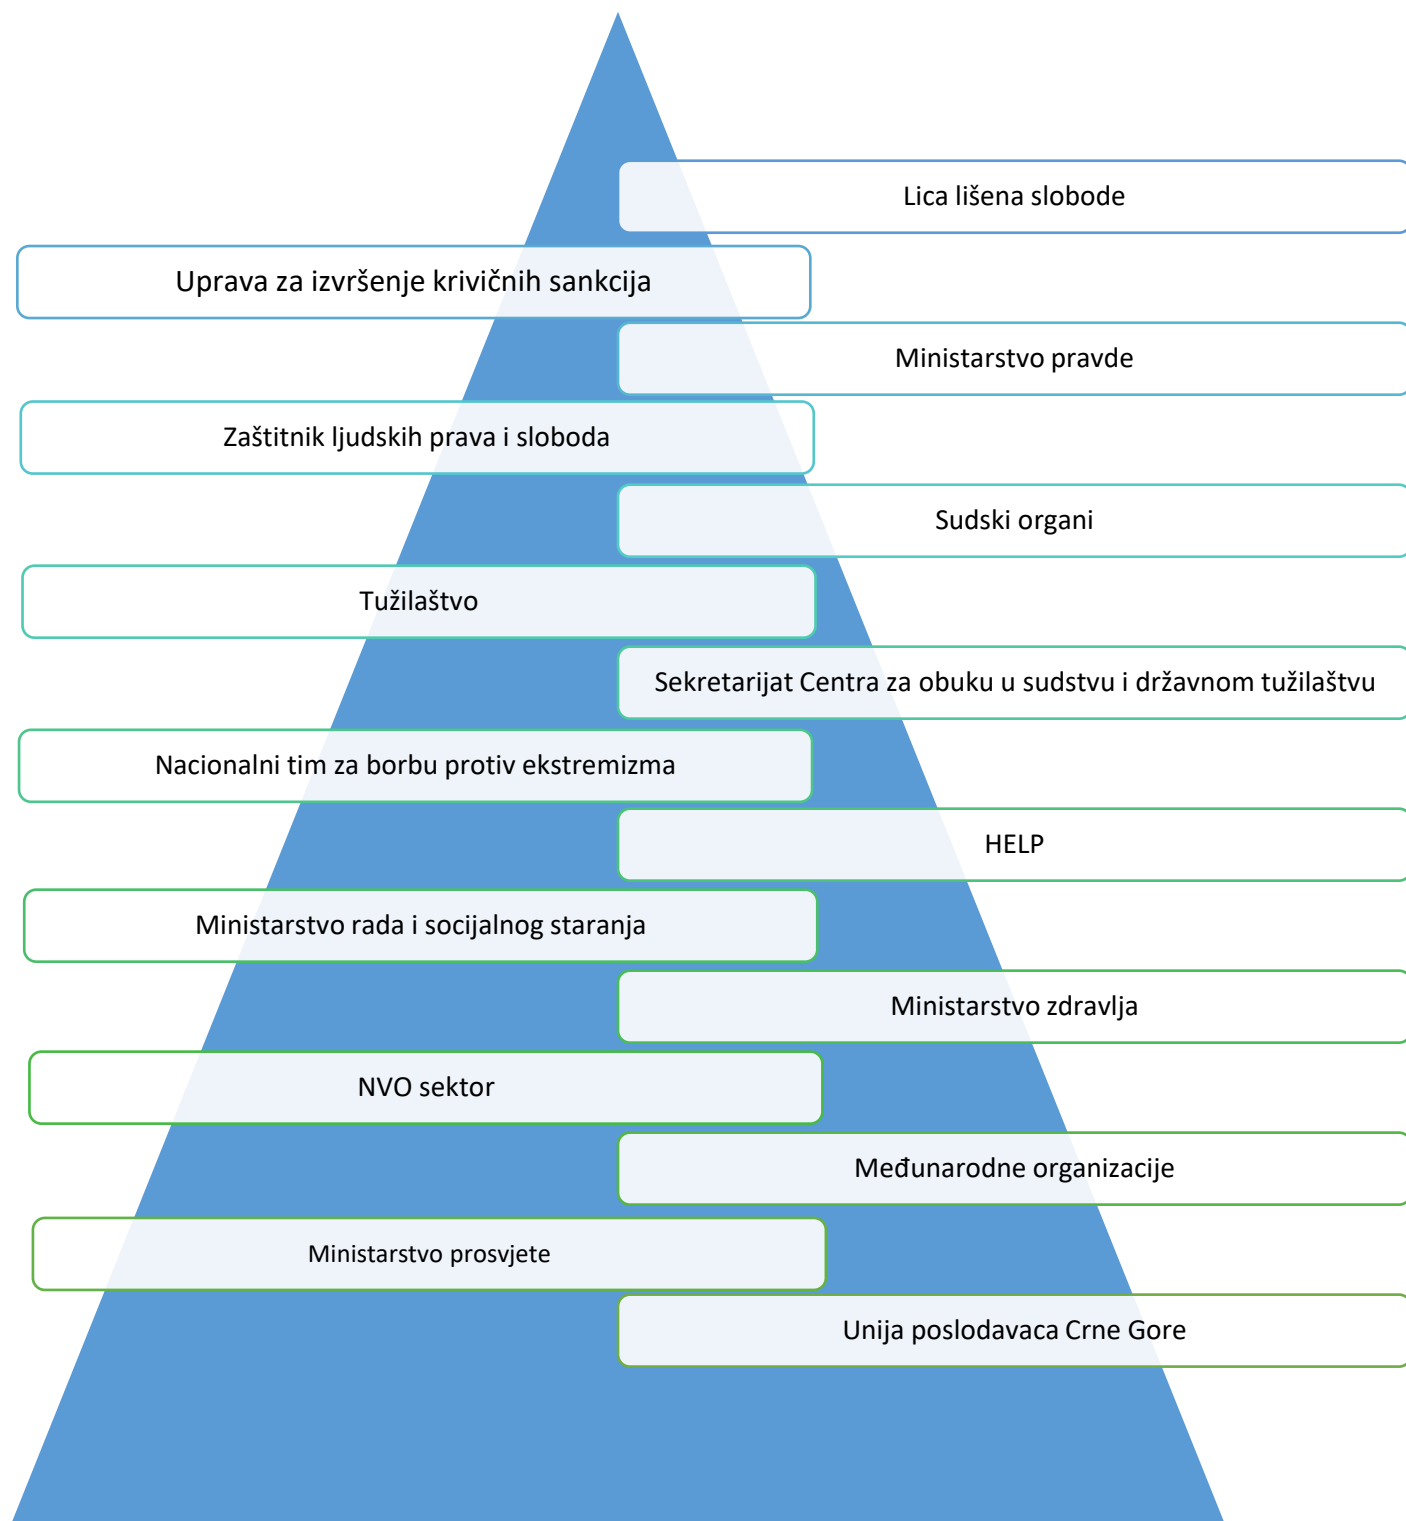 Lica lišena slobode
Uprava za izvršenje krivičnih sankcija
Ministarstvo pravde
Zaštitnik ljudskih prava i sloboda
Sudski organi
Tužilaštvo
Sekretarijat Centra za obuku u sudstvu i državnom tužilaštvu
Nacionalni tim za borbu protiv ekstremizma
HELP
Ministarstvo rada i socijalnog staranja
Ministarstvo zdravlja
NVO sektor
Međunarodne organizacije
Ministarstvo prosvjete
Unija poslodavaca Crne Gore